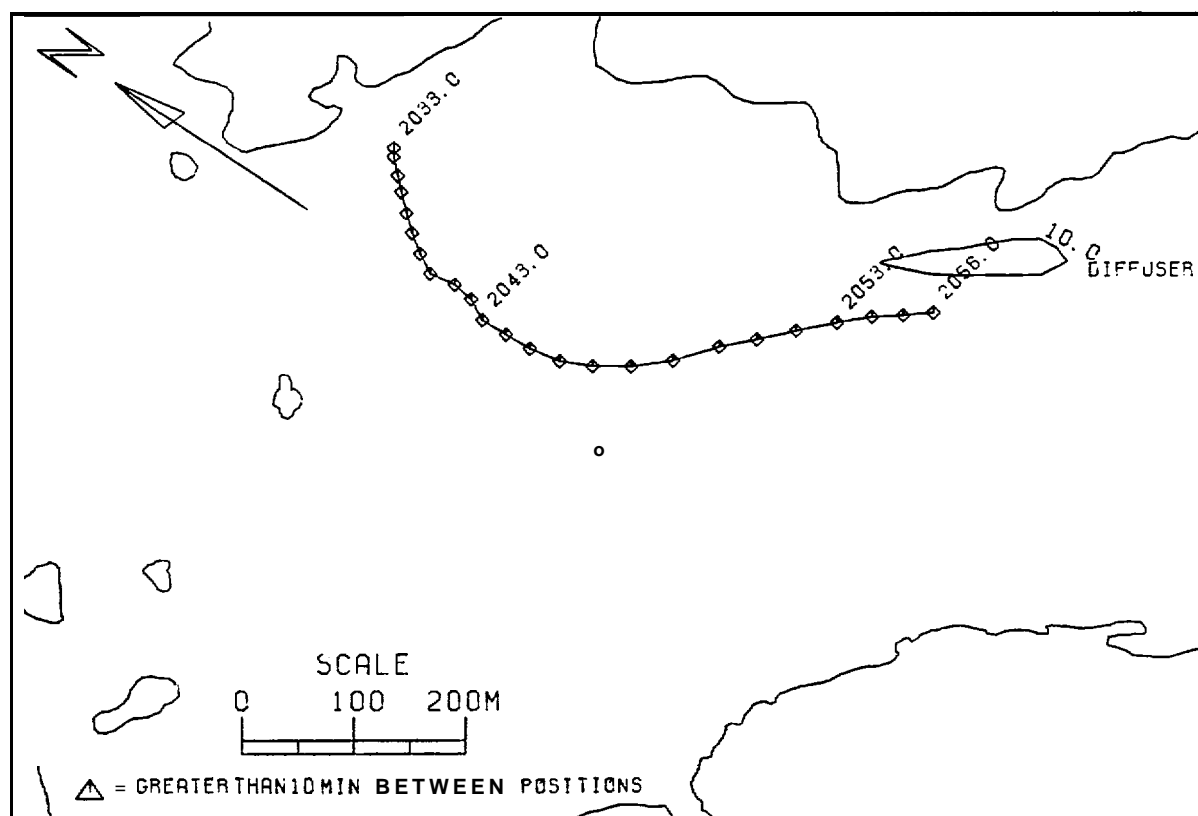 N
2033.0
2043.0
2053.0
2056.0
10.0
DIFFUSER
SCALE
0 100 200M
= GREATER THAN 10 MIN BETWEEN POSITIONS